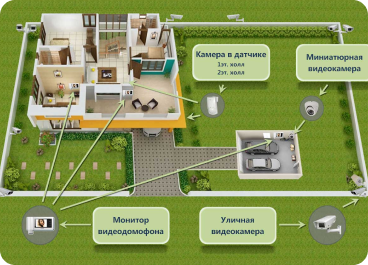 Камера в датчике
1эт. холл
2эт. холл
Миниатюрная
видеокамера
Монитор
видеодомофона
Уличная
видеокамера